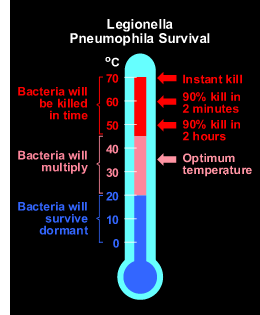 Legionella
Pneumophila Survival
°C
70
60
50
40
30
20
10
0
Bacteria will
be killed
in time
Bacteria will
multiply
Bacteria will
survive
dormant
Instant kill
90% kill in
2 minutes
90% kill in
2 hours
Optimum
temperature